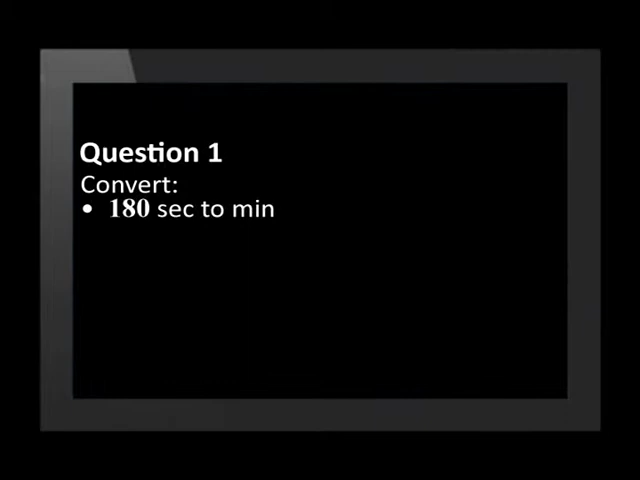 Question 1
Convert:
• 180 sec to min